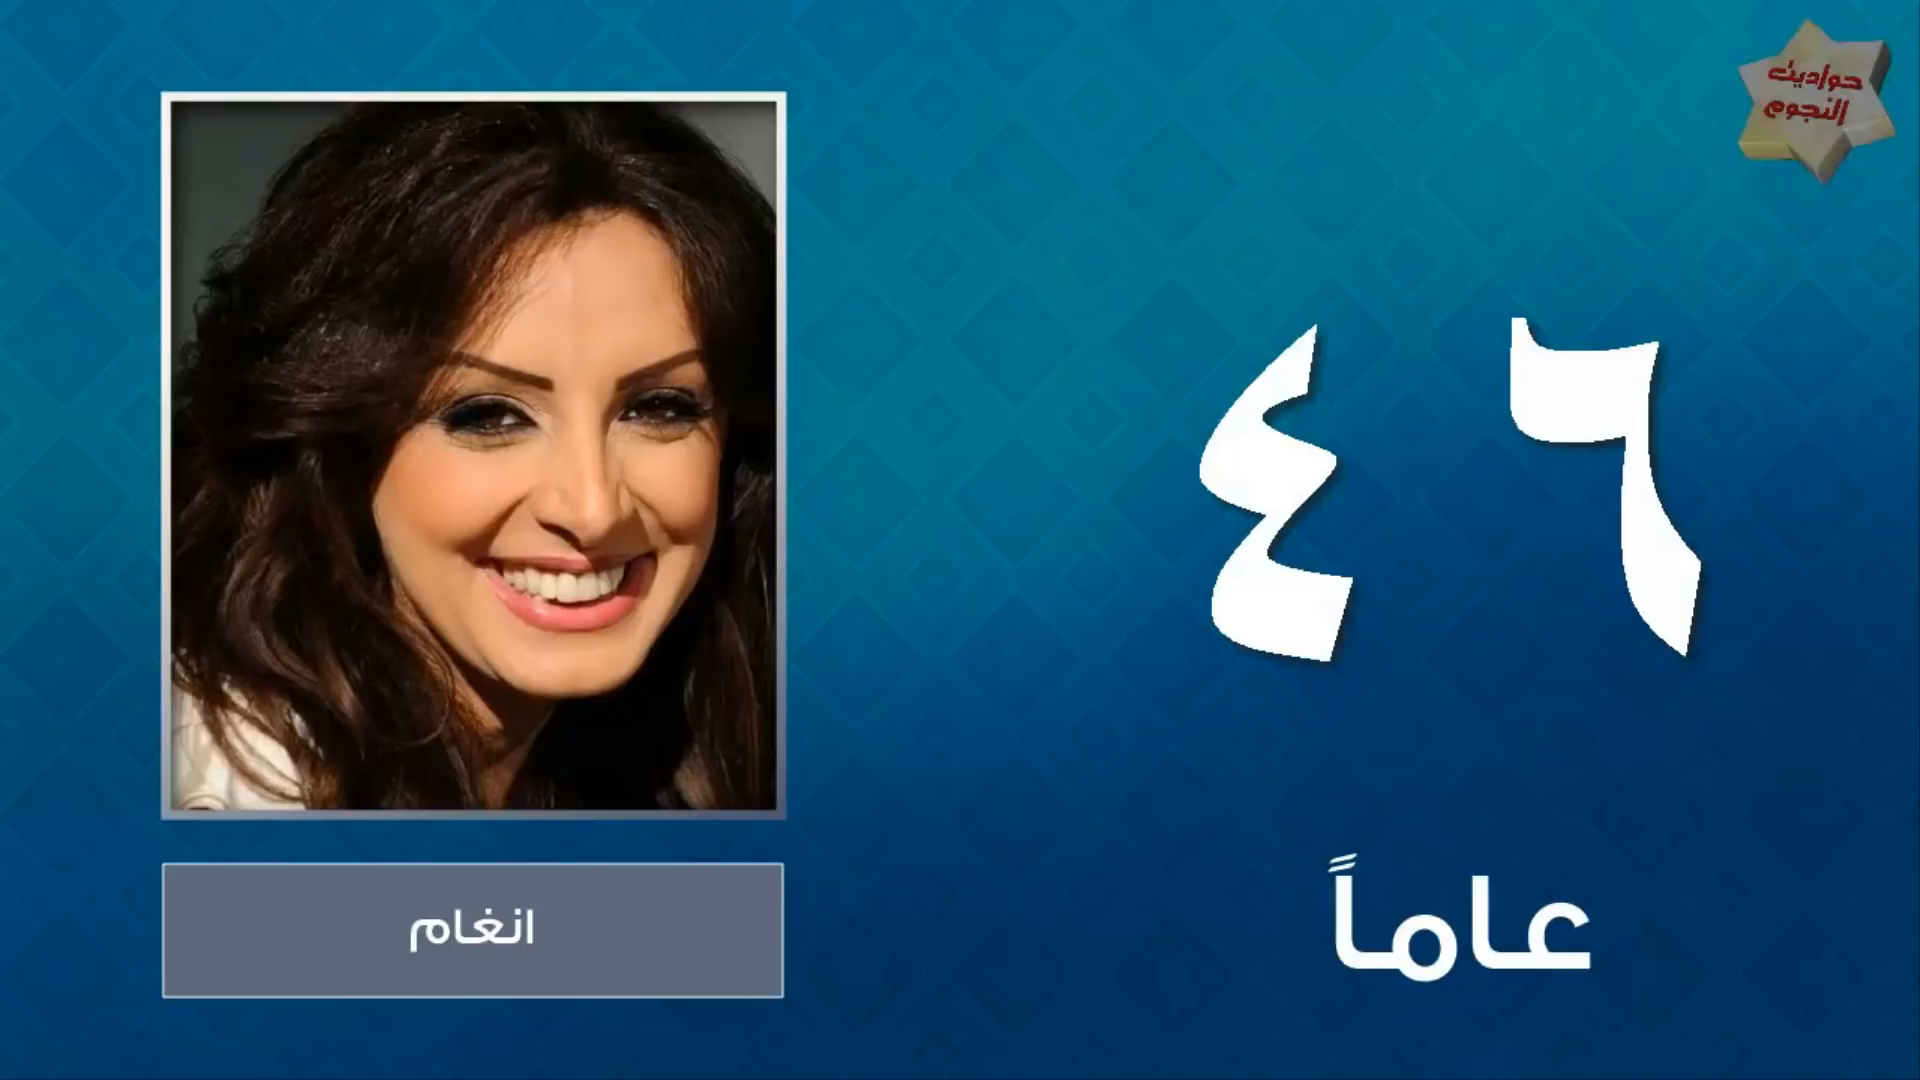 حواديت
النجوم
٤٦
عاماً
انغام